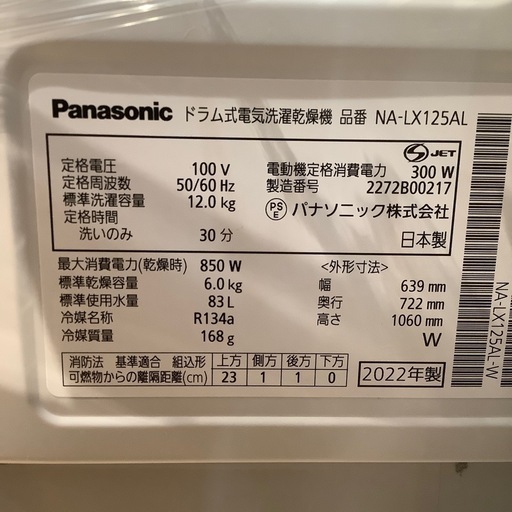 Panasonic ドラム式電気洗濯乾燥機 品番 NA-LX125AL
定格電圧 100 V
定格周波数 50/60 Hz
標準洗濯容量 12.0 kg
定格時間
洗いのみ 30 分
S JET
電動機定格消費電力 300 W
製造番号 2272B00217
PS E パナソニック株式会社
日本製
最大消費電力(乾燥時) 850 W
標準乾燥容量 6.0 kg
標準使用水量 83 L
冷媒名称 R134a
冷媒質量 168 g
<外形寸法>
幅 639 mm
奥行 722 mm
高さ 1060 mm
W
消防法 基準適合 組込形 上方 側方 後方 下方
可燃物からの離隔距離(cm) 23 1 1 0
2022年製
NA-LX125AL-W